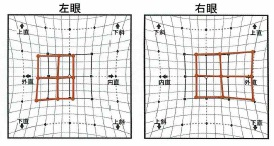 左眼
右眼
上直 下斜
下斜 上直
外直 内直
内直 外直
下直 上斜
上斜 下直